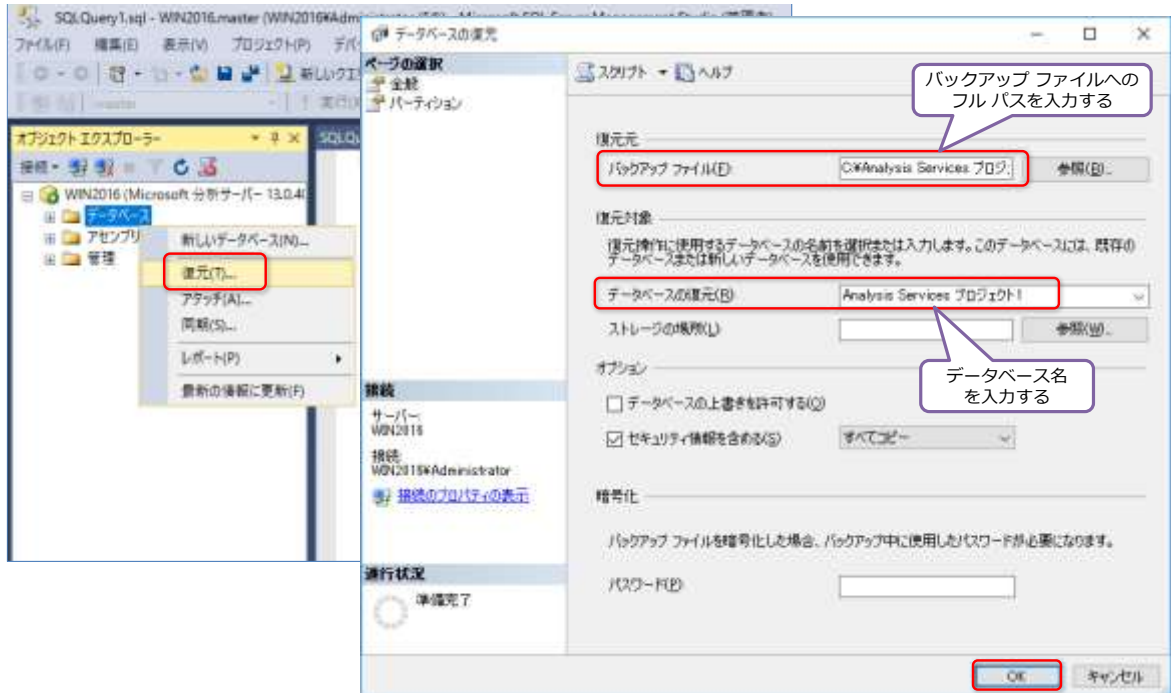 SQLQuery1.sql - WIN2016.master (WIN2016¥Administrator
ファイル(F) 編集(E) 表示(V) プロジェクト(P)
新しいクエ
master
実行(X)
オブジェクト エクスプローラー
接続
WIN2016 (Microsoft 分析サーバー 13.0.40
データベース
アセンブリ
管理
新しいデータベース(N)...
復元(T)...
アタッチ(A)...
同期(S)...
レポート(P)
最新の情報に更新(F)
データベースの復元
ページの選択
全般
パーティション
スクリプト ヘルプ
バックアップ ファイルへの
フル パスを入力する
復元元
バックアップ ファイル(F) C:¥Analysis Services プロジ: 参照(B)...
復元対象
復元操作に使用するデータベースの名前を選択または入力します。このデータベースには、既存の
データベースまたは新しいデータベースを使用できます。
データベースの復元(R) Analysis Services プロジェクト1
ストレージの場所(L) 参照(W)...
データベース名
を入力する
オプション
データベースの上書きを許可する(O)
セキュリティ情報を含める(S) すべてコピー
暗号化
バックアップ ファイルを暗号化した場合、バックアップ中に使用したパスワードが必要になります。
パスワード(P)
接続
サーバー:
WIN2016
接続:
WIN2016¥Administrator
接続のプロパティの表示
進行状況
準備完了
OK キャンセル